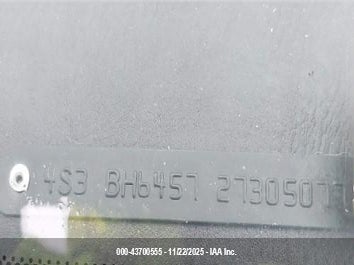 4S3 BH6457 27305077
000-43700555 - 11/22/2025 - IAA Inc.